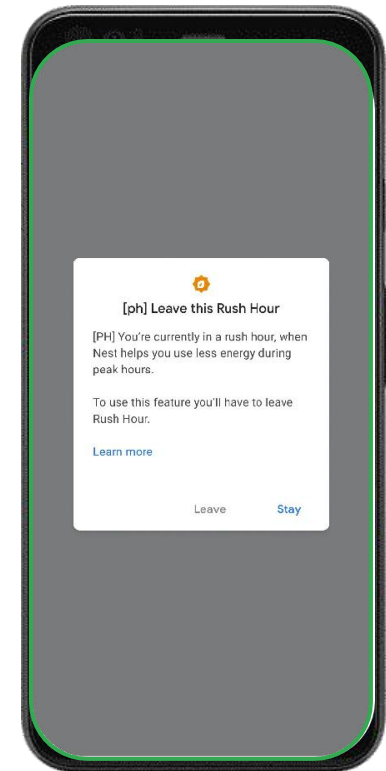 [ph] Leave this Rush Hour
[PH] You're currently in a rush hour, when
Nest helps you use less energy during
peak hours.
To use this feature you'll have to leave
Rush Hour.
Learn more
Leave
Stay